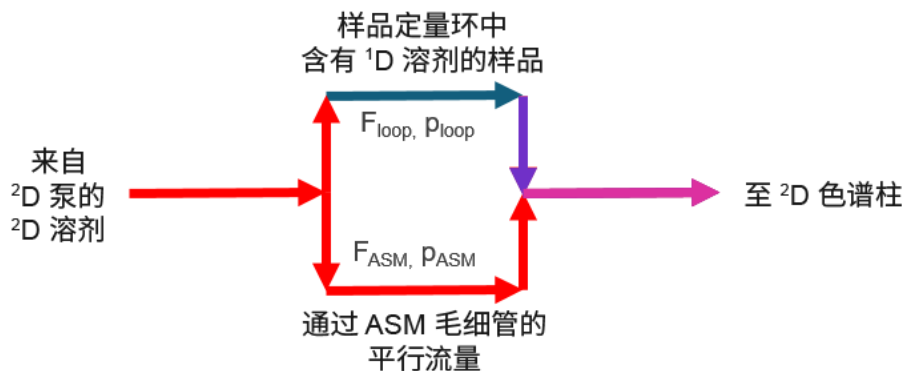 样品定量环中
含有 ¹D 溶剂的样品
F_loop, p_loop
来自
²D 泵的
²D 溶剂
至 ²D 色谱柱
F_ASM, p_ASM
通过 ASM 毛细管的
平行流量